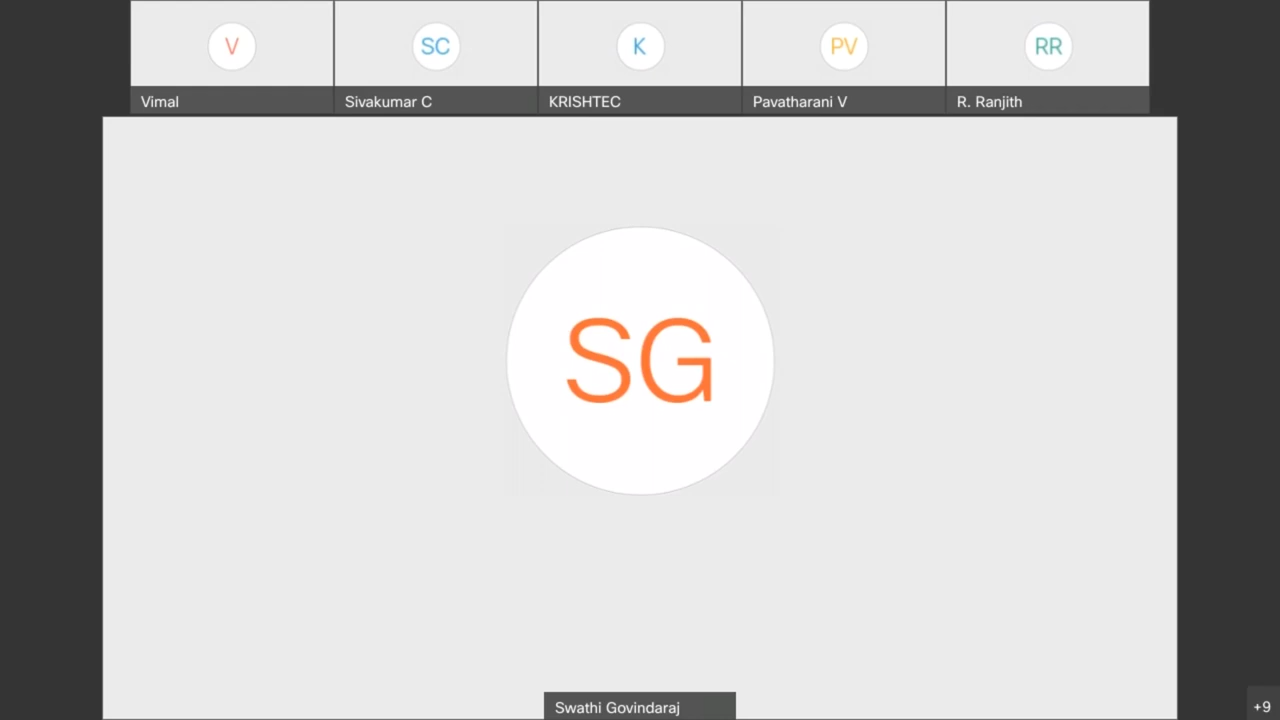 V
SC
K
PV
RR
Vimal
Sivakumar C
KRISHTEC
Pavatharani V
R. Ranjith
SG
Swathi Govindaraj
+9